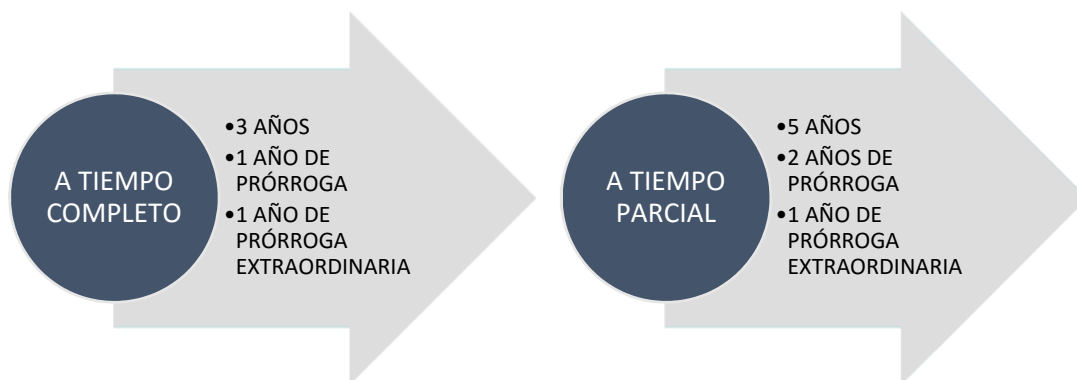 A TIEMPO
COMPLETO
•3 AÑOS
•1 AÑO DE
PRÓRROGA
•1 AÑO DE
PRÓRROGA
EXTRAORDINARIA
A TIEMPO
PARCIAL
•5 AÑOS
•2 AÑOS DE
PRÓRROGA
•1 AÑO DE
PRÓRROGA
EXTRAORDINARIA